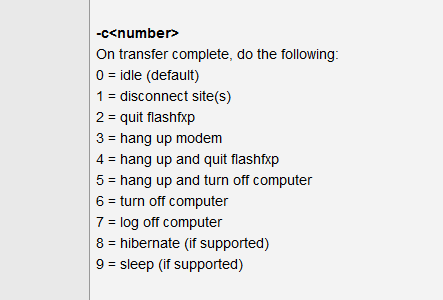 -c<number>
On transfer complete, do the following:
0 = idle (default)
1 = disconnect site(s)
2 = quit flashfxp
3 = hang up modem
4 = hang up and quit flashfxp
5 = hang up and turn off computer
6 = turn off computer
7 = log off computer
8 = hibernate (if supported)
9 = sleep (if supported)